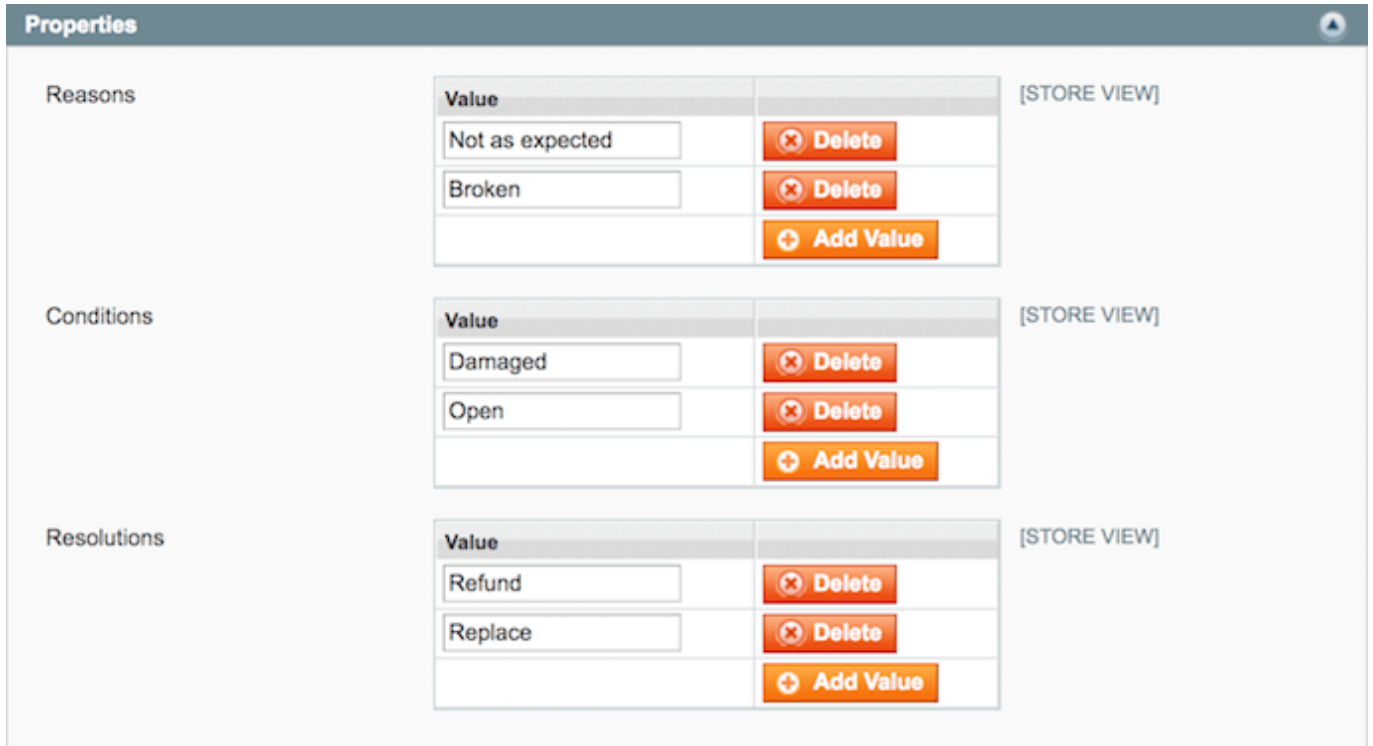 Properties
Reasons
Value
[STORE VIEW]
Not as expected
Delete
Broken
Delete
Add Value
Conditions
Value
[STORE VIEW]
Damaged
Delete
Open
Delete
Add Value
Resolutions
Value
[STORE VIEW]
Refund
Delete
Replace
Delete
Add Value